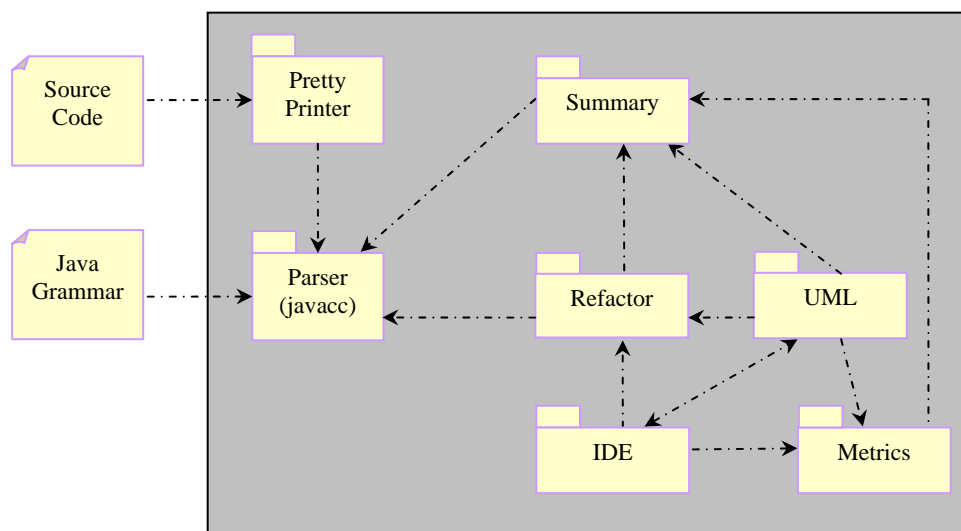 Source
Code
Pretty
Printer
Summary
Java
Grammar
Parser
(javacc)
Refactor
UML
IDE
Metrics